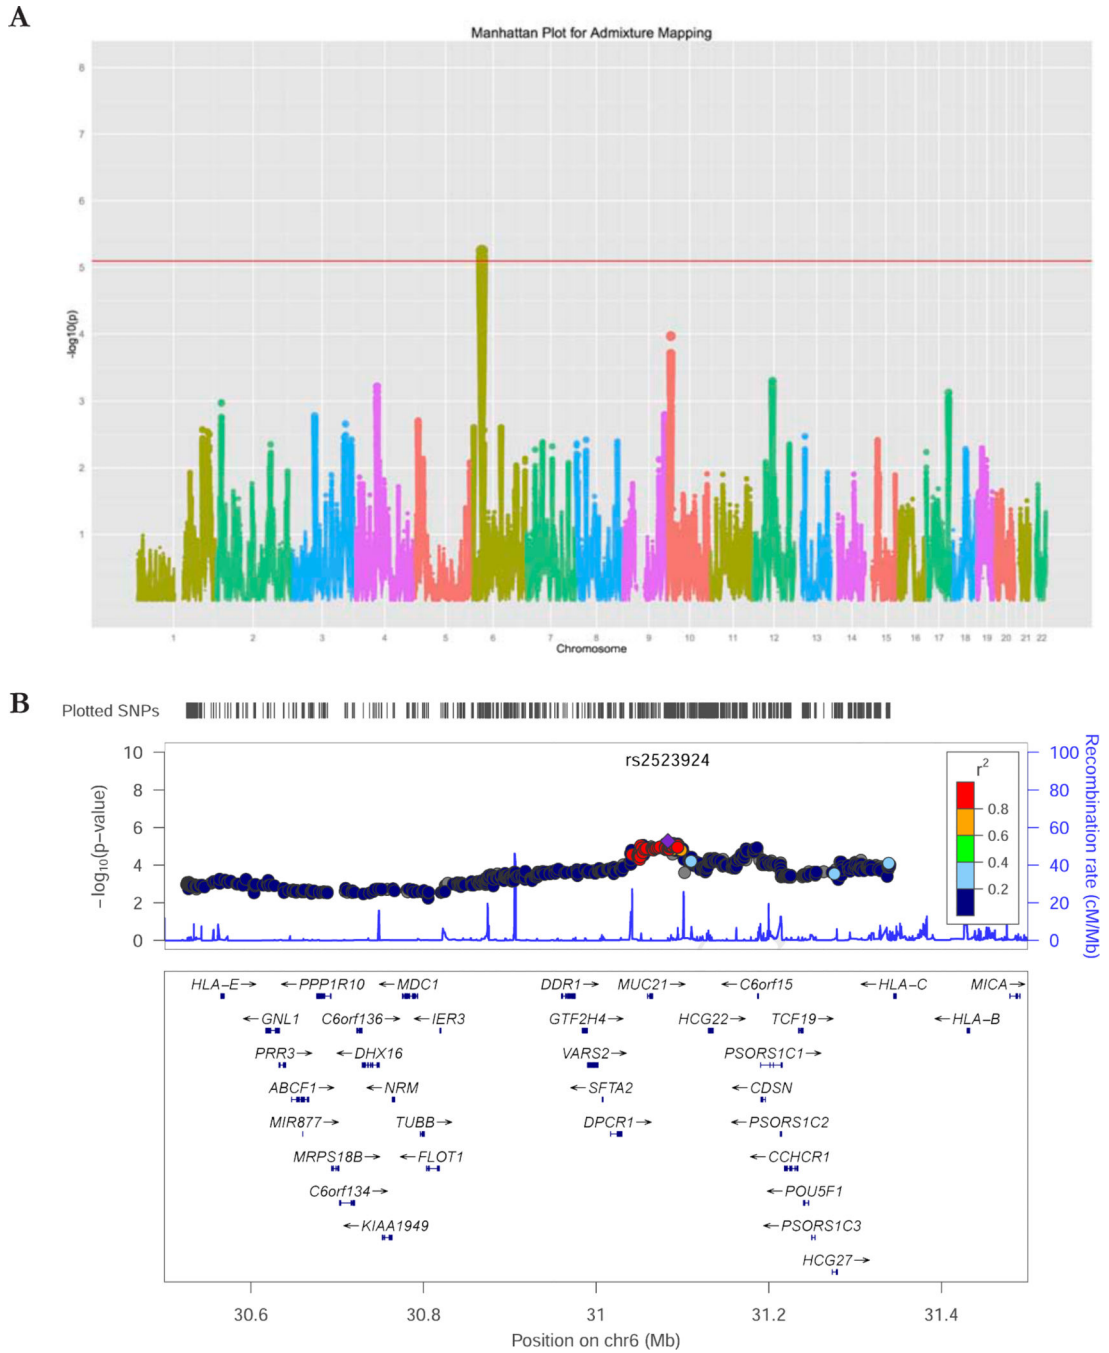 A
Manhattan Plot for Admixture Mapping
8
7
6
5
4
3
2
1
-log10(p)
1 2 3 4 5 6 7 8 9 10 11 12 13 14 15 16 17 18 19 20 21 22
Chromosome
B
Plotted SNPs
rs2523924
10
8
6
4
2
0
−log10(p−value)
100
80
60
40
20
0
Recombination rate (cM/Mb)
r2
0.8
0.6
0.4
0.2
HLA−E→ ←PPP1R10 ←MDC1 DDR1→ MUC21→ ←C6orf15 ←HLA−C MICA→
←GNL1 C6orf136→ ←IER3 GTF2H4→ HCG22→ TCF19→ ←HLA−B
PRR3→ ←DHX16 VARS2→ PSORS1C1→
ABCF1→ ←NRM ←SFTA2 ←CDSN
MIR877→ TUBB→ DPCR1→ ←PSORS1C2
MRPS18B→ ←FLOT1 ←CCHCR1
C6orf134→ ←POU5F1
←KIAA1949 ←PSORS1C3
HCG27→
30.6 30.8 31 31.2 31.4
Position on chr6 (Mb)